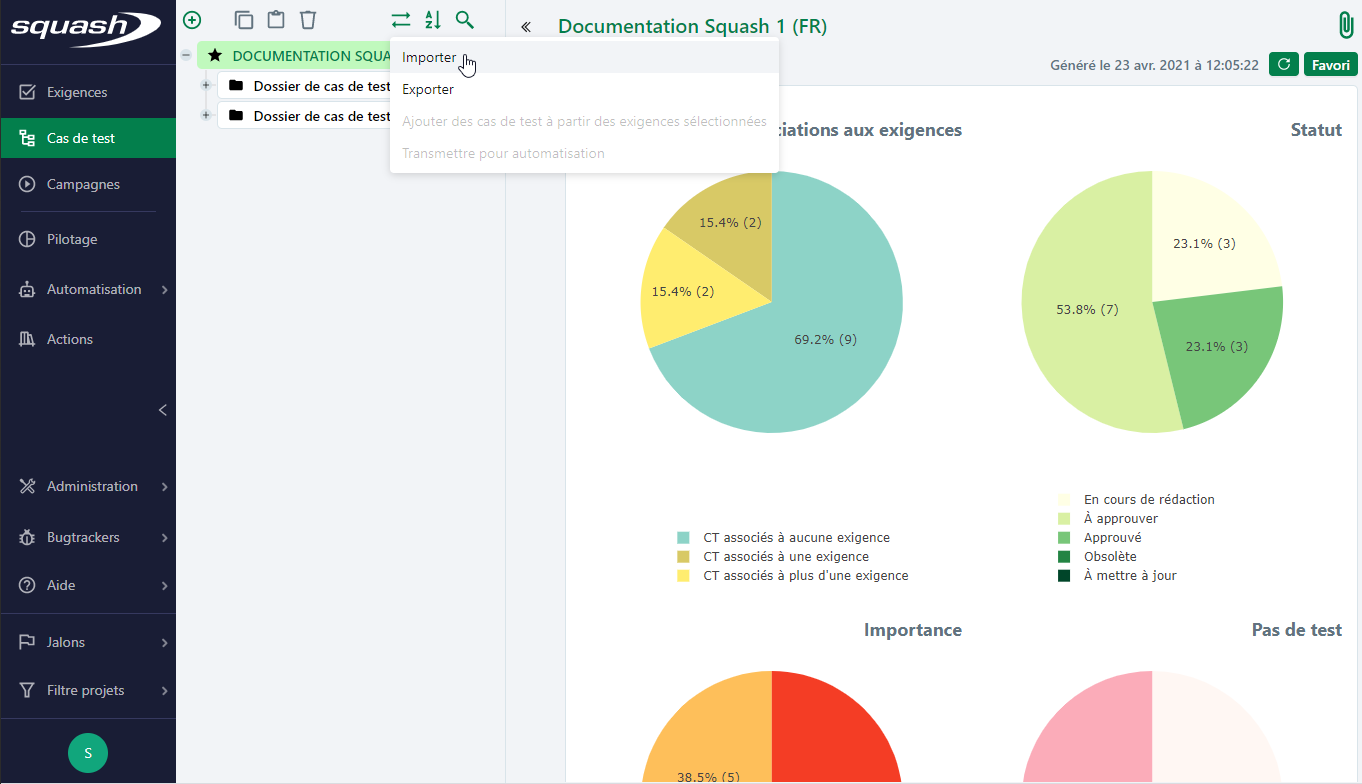 squash
Exigences
Cas de test
Campagnes
Pilotage
Automatisation
Actions
Administration
Bugtrackers
Aide
Jalons
Filtre projets
S
DOCUMENTATION SQUA
Dossier de cas de test
Dossier de cas de test
Importer
Exporter
Ajouter des cas de test à partir des exigences sélectionnées
Transmettre pour automatisation
Documentation Squash 1 (FR)
Généré le 23 avr. 2021 à 12:05:22
Favori
ciations aux exigences
15.4% (2)
15.4% (2)
69.2% (9)
CT associés à aucune exigence
CT associés à une exigence
CT associés à plus d'une exigence
Statut
23.1% (3)
53.8% (7)
23.1% (3)
En cours de rédaction
À approuver
Approuvé
Obsolète
À mettre à jour
Importance
38.5% (5)
Pas de test